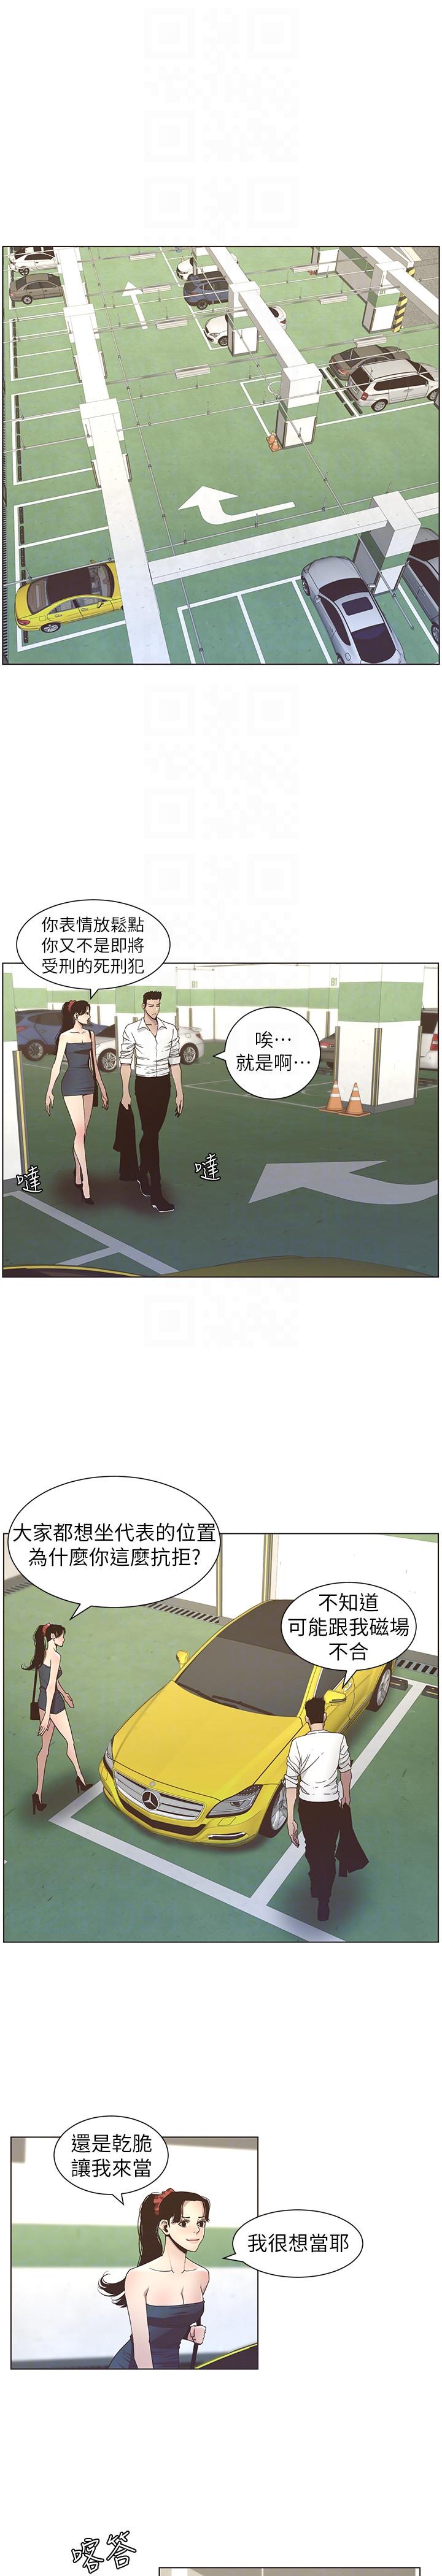 你表情放鬆點
你又不是即將
受刑的死刑犯
唉…
就是啊…
噠
噠
大家都想坐代表的位置
為什麼你這麼抗拒?
不知道
可能跟我磁場
不合
還是乾脆
讓我來當
我很想當耶
喀答